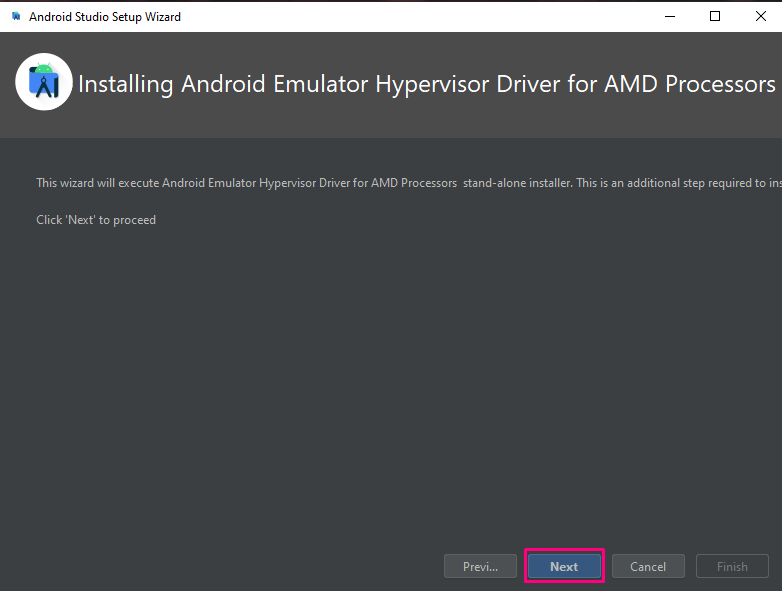 Android Studio Setup Wizard
Installing Android Emulator Hypervisor Driver for AMD Processors
This wizard will execute Android Emulator Hypervisor Driver for AMD Processors stand-alone installer. This is an additional step required to ins
Click 'Next' to proceed
Previ... Next Cancel Finish